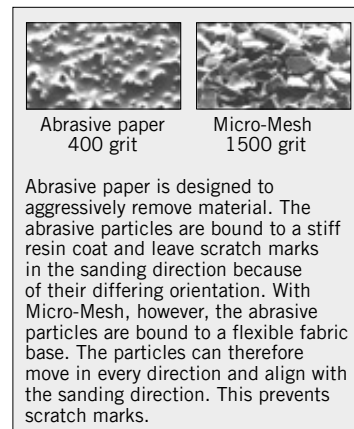 Abrasive paper
400 grit
Micro-Mesh
1500 grit
Abrasive paper is designed to
aggressively remove material. The
abrasive particles are bound to a stiff
resin coat and leave scratch marks
in the sanding direction because
of their differing orientation. With
Micro-Mesh, however, the abrasive
particles are bound to a flexible fabric
base. The particles can therefore
move in every direction and align with
the sanding direction. This prevents
scratch marks.